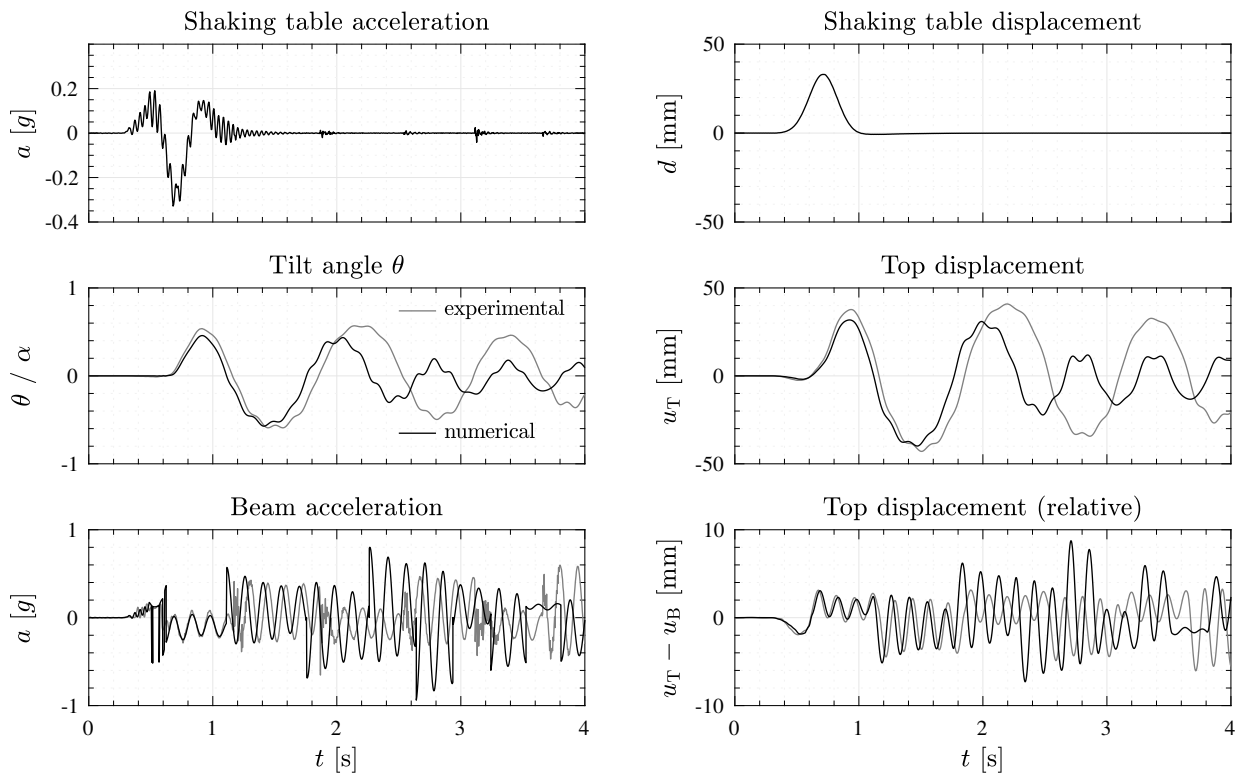 Shaking table acceleration
0.2
0
-0.2
-0.4
a [g]
Shaking table displacement
50
0
-50
d [mm]
Tilt angle θ
1
0
-1
θ / α
experimental
numerical
Top displacement
50
0
-50
u_T [mm]
Beam acceleration
1
0
-1
a [g]
0 1 2 3 4
t [s]
Top displacement (relative)
10
0
-10
u_T − u_B [mm]
0 1 2 3 4
t [s]